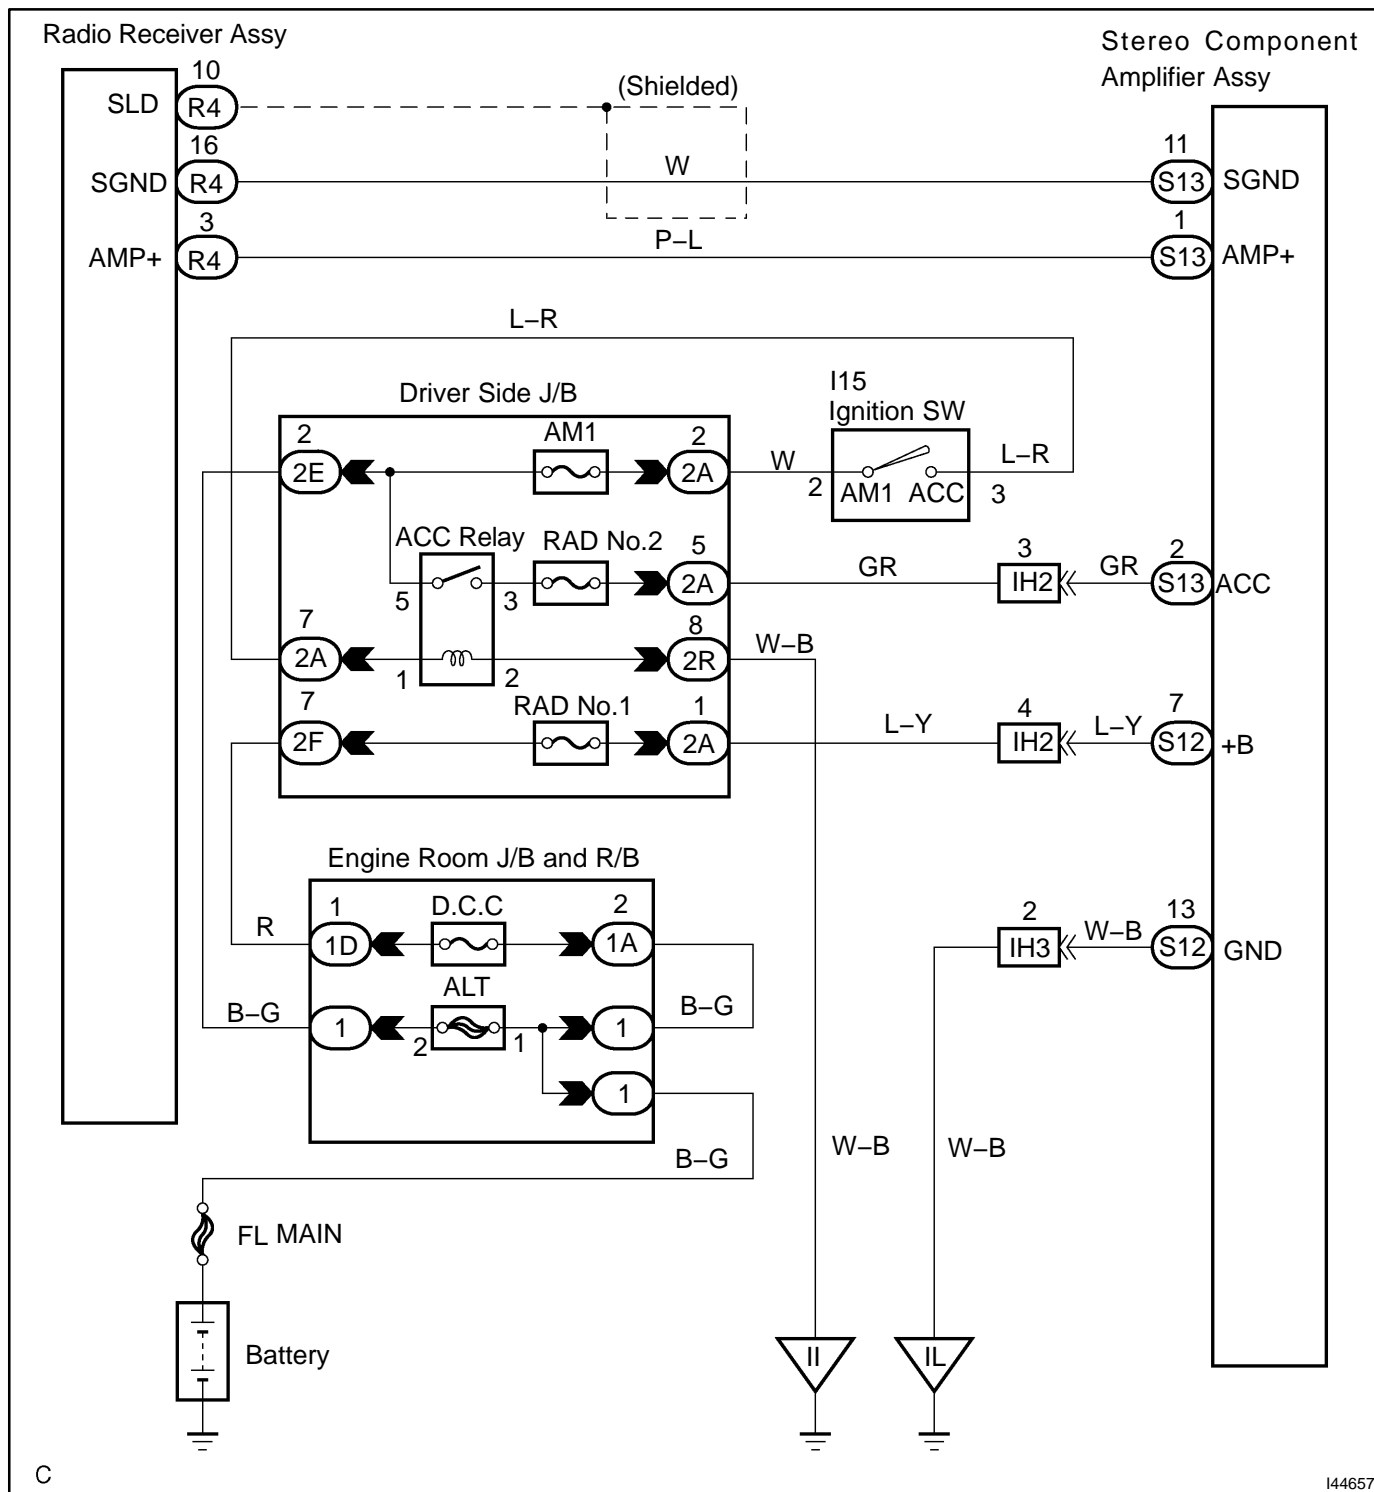 Radio Receiver Assy
Stereo Component
Amplifier Assy
10
SLD
R4
(Shielded)
16
SGND
R4
W
11
S13
SGND
3
AMP+
R4
P–L
1
S13
AMP+
L–R
Driver Side J/B
I15
Ignition SW
2
2E
AM1
2
2A
W
2
AM1
ACC
3
L–R
ACC Relay
5
3
RAD No.2
5
2A
GR
3
IH2
GR
2
S13
ACC
7
2A
1
2
8
2R
W–B
7
2F
RAD No.1
1
2A
L–Y
4
IH2
L–Y
7
S12
+B
Engine Room J/B and R/B
R
1
1D
D.C.C
2
1A
2
IH3
W–B
13
S12
GND
B–G
1
ALT
2
1
1
B–G
1
B–G
W–B
W–B
FL MAIN
Battery
II
IL
C
I44657